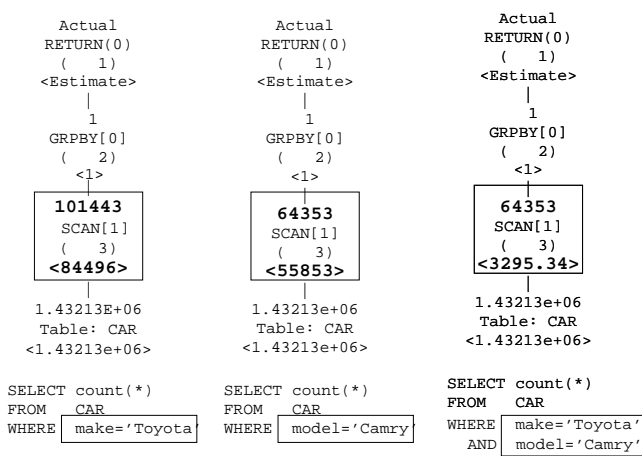 Actual
RETURN(0)
( 1)
<Estimate>
|
1
GRPBY[0]
( 2)
<1>
101443
SCAN[1]
( 3)
<84496>
|
1.43213E+06
Table: CAR
<1.43213e+06>
SELECT count(*)
FROM CAR
WHERE make='Toyota'
Actual
RETURN(0)
( 1)
<Estimate>
|
1
GRPBY[0]
( 2)
<1>
64353
SCAN[1]
( 3)
<55853>
|
1.43213e+06
Table: CAR
<1.43213e+06>
SELECT count(*)
FROM CAR
WHERE model='Camry'
Actual
RETURN(0)
( 1)
<Estimate>
|
1
GRPBY[0]
( 2)
<1>
64353
SCAN[1]
( 3)
<3295.34>
|
1.43213e+06
Table: CAR
<1.43213e+06>
SELECT count(*)
FROM CAR
WHERE make='Toyota'
AND model='Camry'